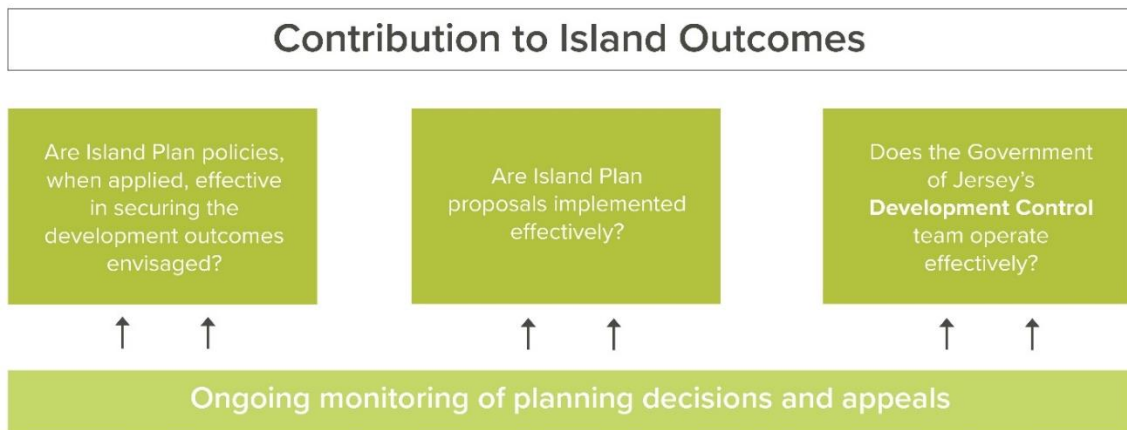 Contribution to Island Outcomes
Are Island Plan policies,
when applied, effective
in securing the
development outcomes
envisaged?
Are Island Plan
proposals implemented
effectively?
Does the Government
of Jersey’s
Development Control
team operate
effectively?
Ongoing monitoring of planning decisions and appeals